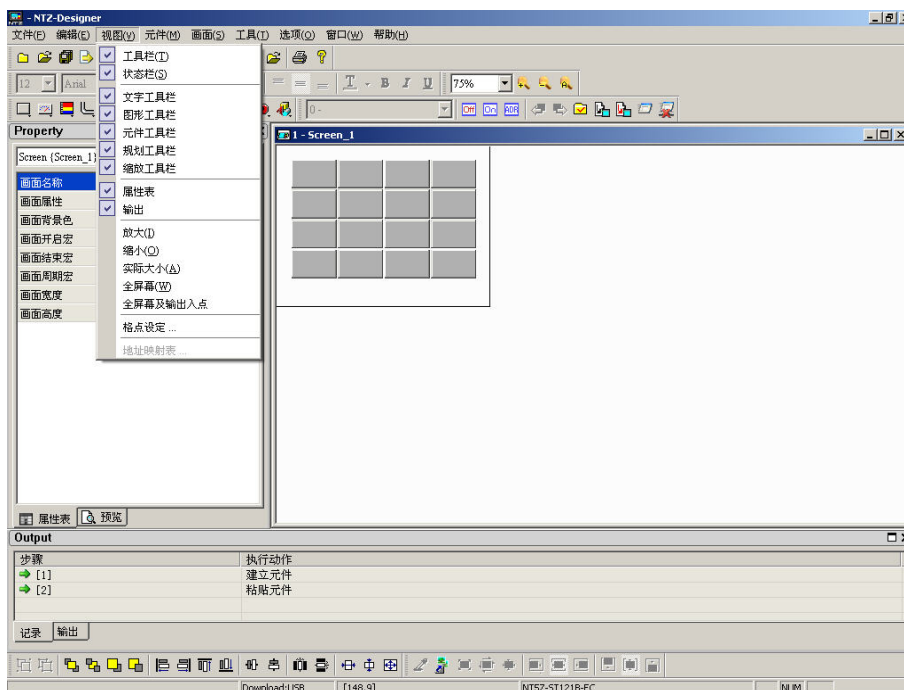 - NTZ-Designer
文件(F) 编辑(E) 视图(V) 元件(M) 画面(S) 工具(T) 选项(O) 窗口(W) 帮助(H)
工具栏(T)
状态栏(S)
文字工具栏
图形工具栏
元件工具栏
规划工具栏
缩放工具栏
属性表
输出
放大(I)
缩小(O)
实际大小(A)
全屏幕(W)
全屏幕及输出入点
格点设定 ...
地址映射表 ...
12 Arial
T B I U 75%
0 -
Off On ADR
Property
Screen {Screen_1}
画面名称
画面属性
画面背景色
画面开启宏
画面结束宏
画面周期宏
画面宽度
画面高度
属性表 预览
1 - Screen_1
Output
步骤 执行动作
[1] 建立元件
[2] 粘贴元件
记录 输出
Download:USB [148,9] NT5Z-ST121B-EC NUM